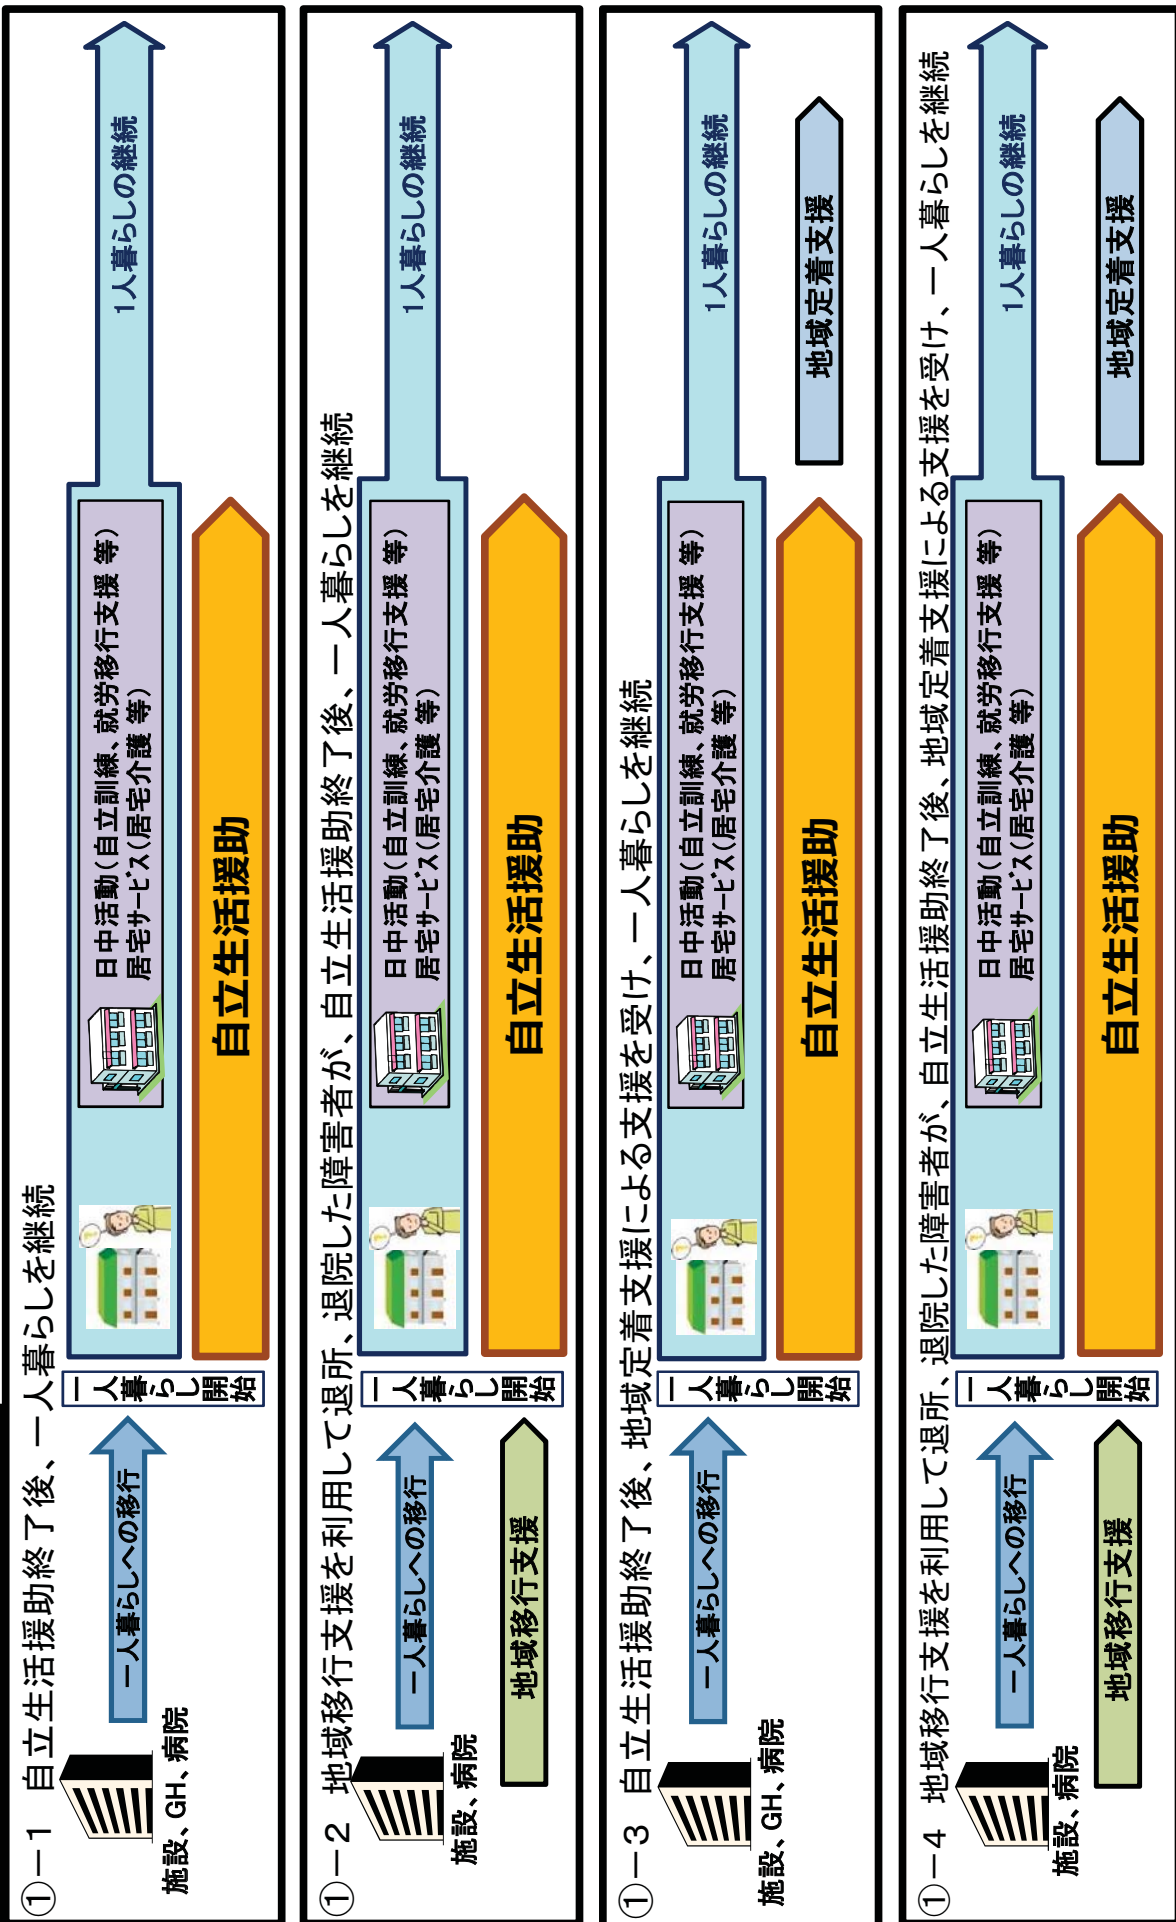 ①－1　自立生活援助終了後、一人暮らしを継続
施設、GH、病院
一人暮らしへの移行
一人暮らし開始
日中活動（自立訓練、就労移行支援 等）
居宅サービス（居宅介護 等）
自立生活援助
1人暮らしの継続
①－2　地域移行支援を利用して退所、退院した障害者が、自立生活援助終了後、一人暮らしを継続
施設、病院
一人暮らしへの移行
地域移行支援
一人暮らし開始
日中活動（自立訓練、就労移行支援 等）
居宅サービス（居宅介護 等）
自立生活援助
1人暮らしの継続
①－3　自立生活援助終了後、地域定着支援による支援を受け、一人暮らしを継続
施設、GH、病院
一人暮らしへの移行
一人暮らし開始
日中活動（自立訓練、就労移行支援 等）
居宅サービス（居宅介護 等）
自立生活援助
1人暮らしの継続
地域定着支援
①－4　地域移行支援を利用して退所、退院した障害者が、自立生活援助終了後、地域定着支援による支援を受け、一人暮らしを継続
施設、病院
一人暮らしへの移行
地域移行支援
一人暮らし開始
日中活動（自立訓練、就労移行支援 等）
居宅サービス（居宅介護 等）
自立生活援助
1人暮らしの継続
地域定着支援